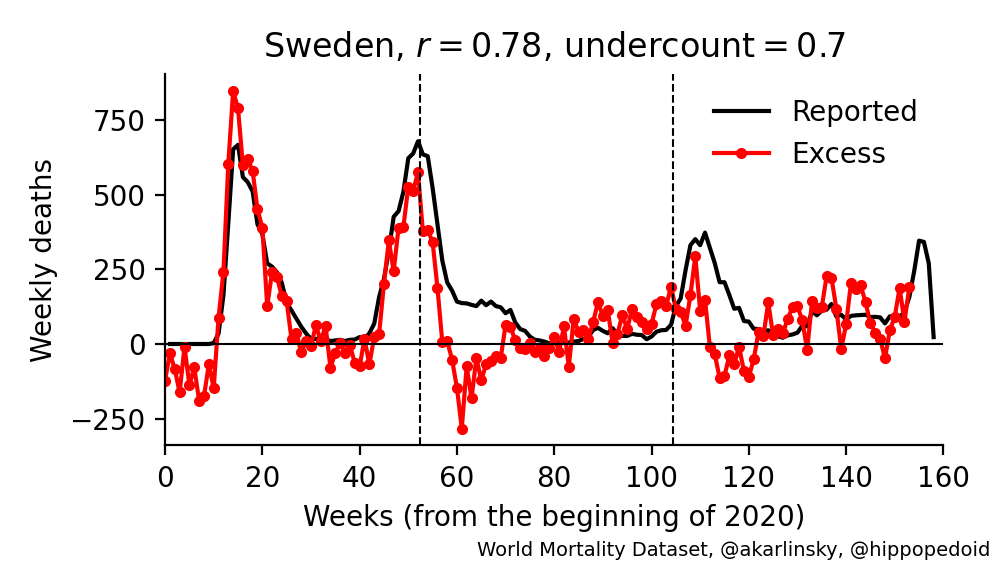 Sweden, r = 0.78, undercount = 0.7
Weekly deaths
750
500
250
0
−250
Reported
Excess
0 20 40 60 80 100 120 140 160
Weeks (from the beginning of 2020)
World Mortality Dataset, @akarlinsky, @hippopedoid